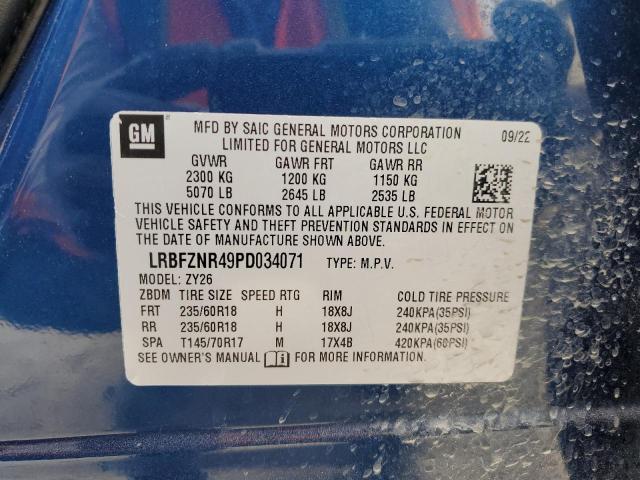 GM
MFD BY SAIC GENERAL MOTORS CORPORATION 09/22
LIMITED FOR GENERAL MOTORS LLC
GVWR GAWR FRT GAWR RR
2300 KG 1200 KG 1150 KG
5070 LB 2645 LB 2535 LB
THIS VEHICLE CONFORMS TO ALL APPLICABLE U.S. FEDERAL MOTOR
VEHICLE SAFETY AND THEFT PREVENTION STANDARDS IN EFFECT ON
THE DATE OF MANUFACTURE SHOWN ABOVE.
LRBFZNR49PD034071 TYPE: M.P.V.
MODEL: ZY26
ZBDM TIRE SIZE SPEED RTG RIM COLD TIRE PRESSURE
FRT 235/60R18 H 18X8J 240KPA(35PSI)
RR 235/60R18 H 18X8J 240KPA(35PSI)
SPA T145/70R17 M 17X4B 420KPA(60PSI)
SEE OWNER'S MANUAL FOR MORE INFORMATION.